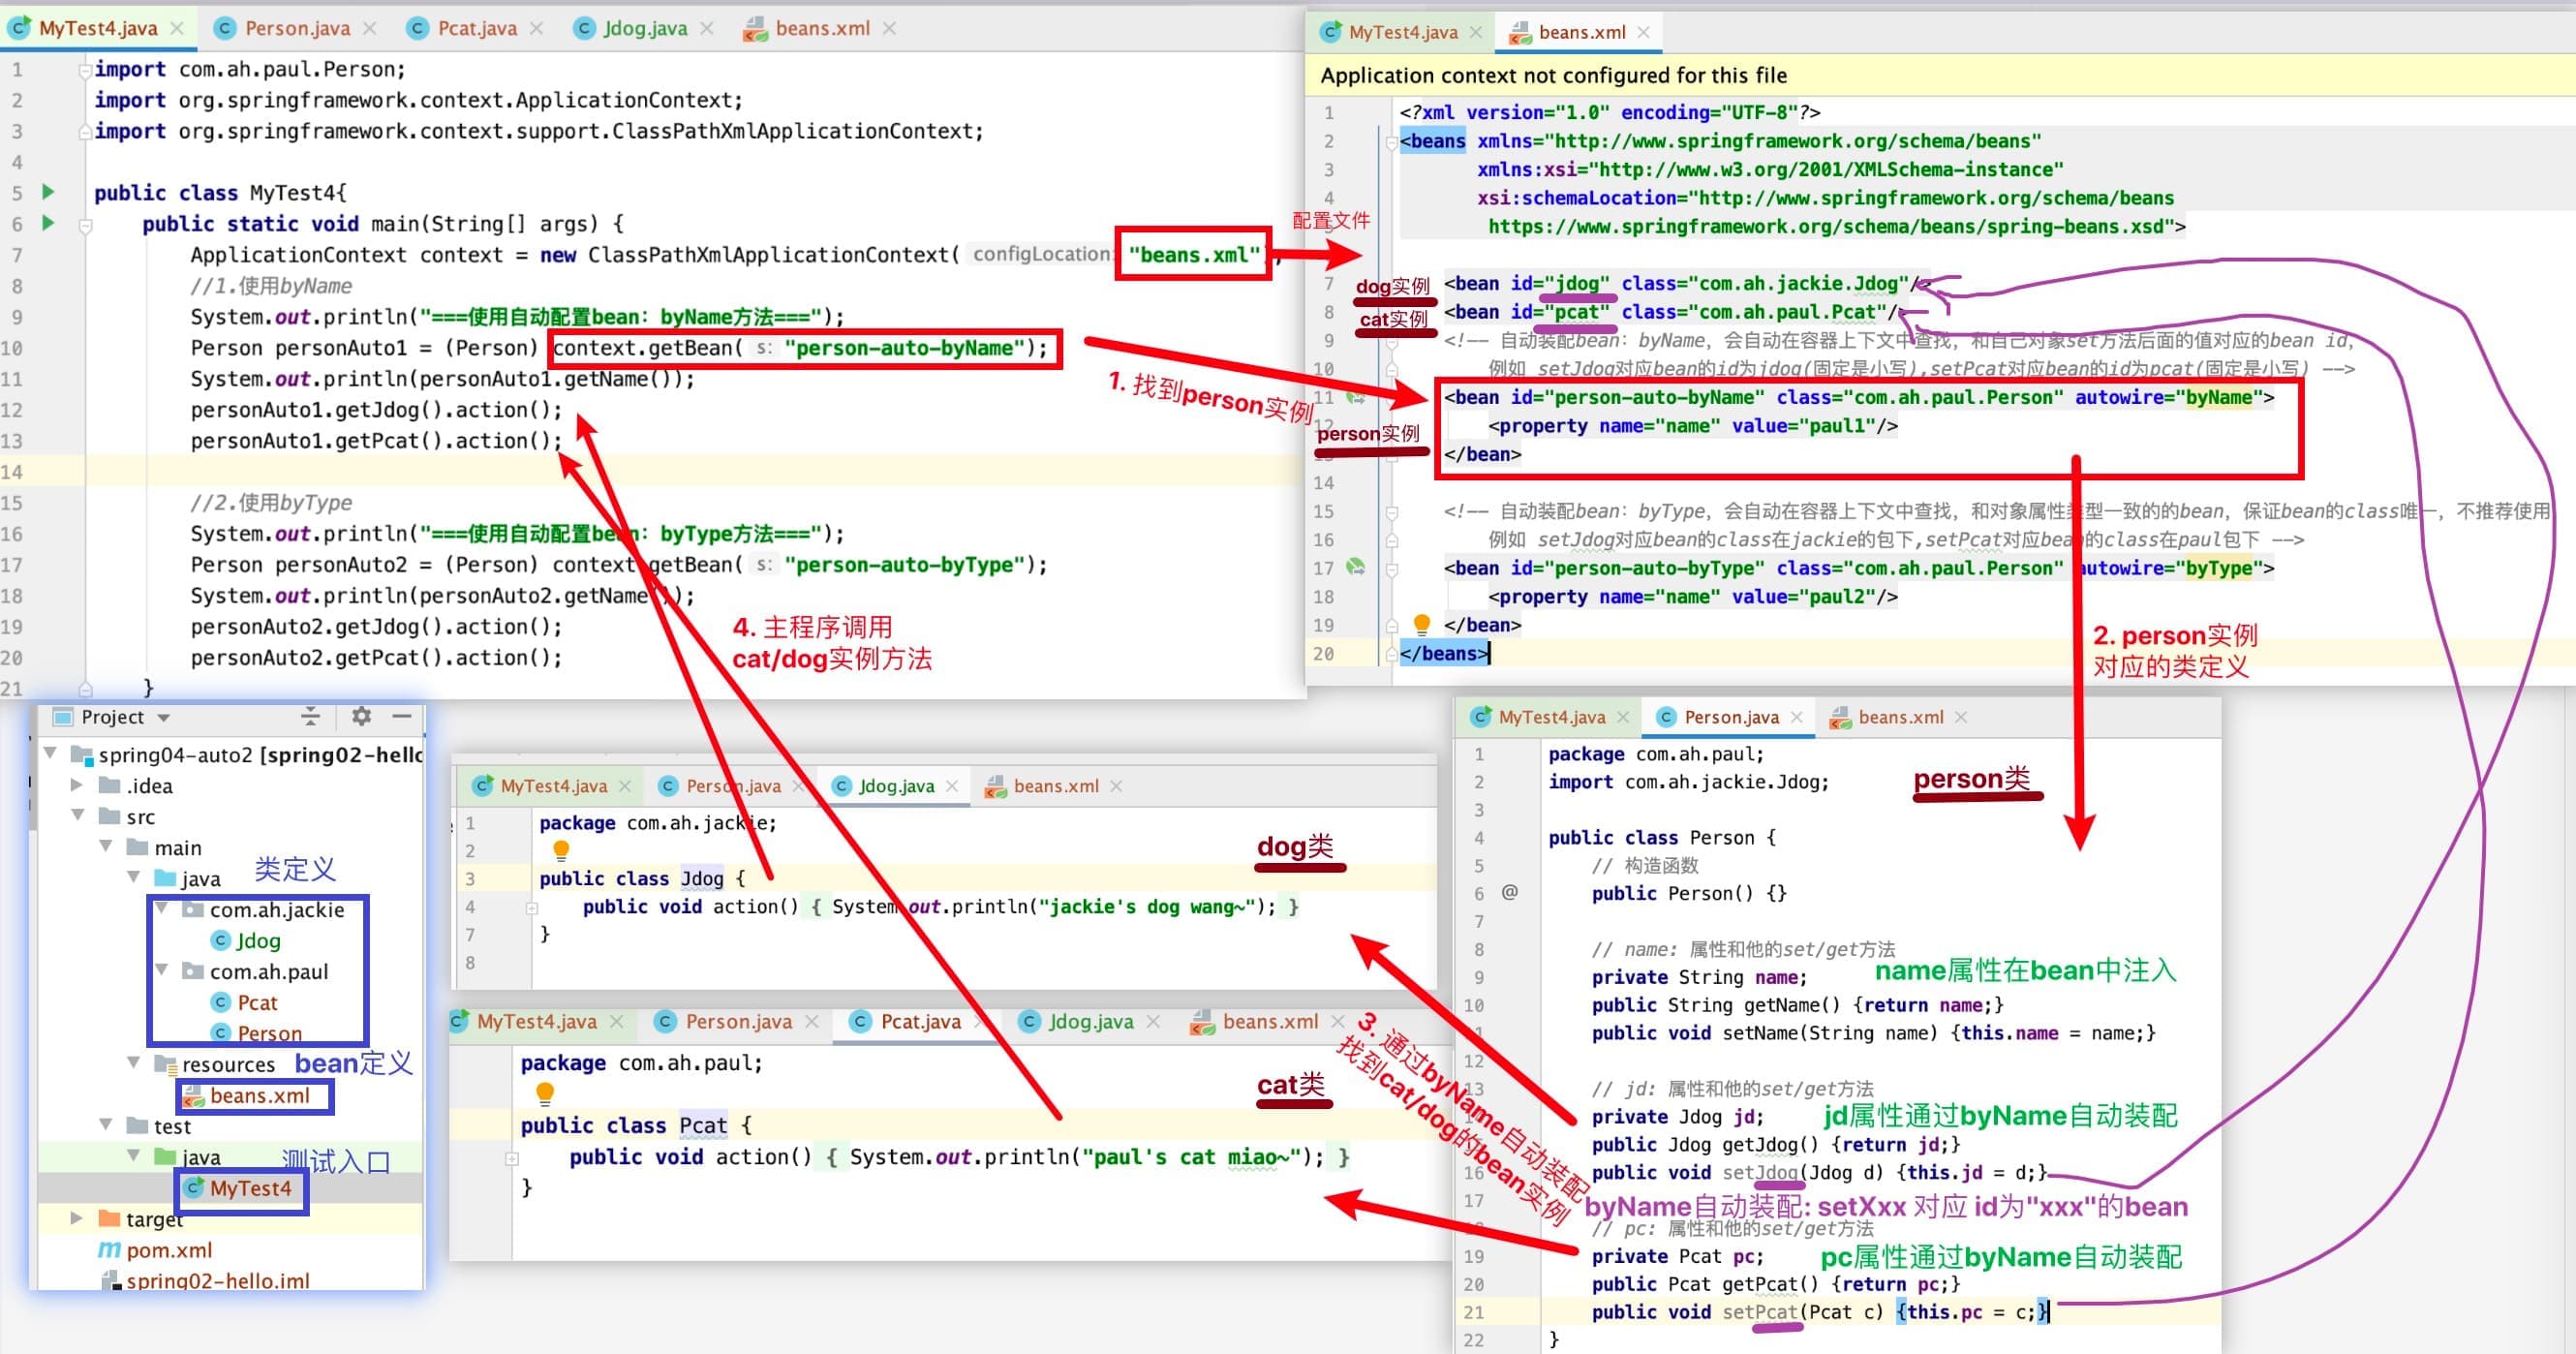 MyTest4.java
Person.java
Pcat.java
Jdog.java
beans.xml
1 import com.ah.paul.Person;
2 import org.springframework.context.ApplicationContext;
3 import org.springframework.context.support.ClassPathXmlApplicationContext;
4
5 public class MyTest4{
6 public static void main(String[] args) {
7 ApplicationContext context = new ClassPathXmlApplicationContext( configLocation: "beans.xml");
8 //1.使用byName
9 System.out.println("===使用自动配置bean: byName方法===");
10 Person personAuto1 = (Person) context.getBean( s: "person-auto-byName");
11 System.out.println(personAuto1.getName());
12 personAuto1.getJdog().action();
13 personAuto1.getPcat().action();
14
15 //2.使用byType
16 System.out.println("===使用自动配置bean: byType方法===");
17 Person personAuto2 = (Person) context.getBean( s: "person-auto-byType");
18 System.out.println(personAuto2.getName());
19 personAuto2.getJdog().action();
20 personAuto2.getPcat().action();
21 }
配置文件
1. 找到person实例
4. 主程序调用
cat/dog实例方法
MyTest4.java
beans.xml
Application context not configured for this file
1 <?xml version="1.0" encoding="UTF-8"?>
2 <beans xmlns="http://www.springframework.org/schema/beans"
3 xmlns:xsi="http://www.w3.org/2001/XMLSchema-instance"
4 xsi:schemaLocation="http://www.springframework.org/schema/beans
https://www.springframework.org/schema/beans/spring-beans.xsd">
dog实例
7 <bean id="jdog" class="com.ah.jackie.Jdog"/>
cat实例
8 <bean id="pcat" class="com.ah.paul.Pcat"/>
9 <!-- 自动装配bean: byName, 会自动在容器上下文中查找, 和自己对象set方法后面的值对应的bean id,
10 例如 setJdog对应bean的id为jdog(固定是小写),setPcat对应bean的id为pcat(固定是小写) -->
11 <bean id="person-auto-byName" class="com.ah.paul.Person" autowire="byName">
12 <property name="name" value="paul1"/>
person实例
</bean>
14
15 <!-- 自动装配bean: byType, 会自动在容器上下文中查找, 和对象属性类型一致的的bean, 保证bean的class唯一, 不推荐使用
16 例如 setJdog对应bean的class在jackie的包下,setPcat对应bean的class在paul包下 -->
17 <bean id="person-auto-byType" class="com.ah.paul.Person" autowire="byType">
18 <property name="name" value="paul2"/>
19 </bean>
20 </beans>
2. person实例
对应的类定义
Project
spring04-auto2 [spring02-hello
.idea
src
main
java
类定义
com.ah.jackie
Jdog
com.ah.paul
Pcat
Person
resources
bean定义
beans.xml
test
java
测试入口
MyTest4
target
pom.xml
spring02-hello.iml
MyTest4.java
Person.java
Jdog.java
beans.xml
1 package com.ah.jackie;
2
dog类
3 public class Jdog {
4 public void action() { System.out.println("jackie's dog wang~"); }
7 }
8
MyTest4.java
Person.java
Pcat.java
Jdog.java
beans.xml
package com.ah.paul;
cat类
public class Pcat {
public void action() { System.out.println("paul's cat miao~"); }
}
3. 通过byName自动装配
找到cat/dog的bean实例
MyTest4.java
Person.java
beans.xml
1 package com.ah.paul;
2 import com.ah.jackie.Jdog;
person类
3
4 public class Person {
5 // 构造函数
6 @ public Person() {}
7
8 // name: 属性和他的set/get方法
9 private String name;
name属性在bean中注入
10 public String getName() {return name;}
public void setName(String name) {this.name = name;}
12
13 // jd: 属性和他的set/get方法
private Jdog jd;
jd属性通过byName自动装配
public Jdog getJdog() {return jd;}
16 public void setJdog(Jdog d) {this.jd = d;}
17
byName自动装配: setXxx 对应 id为"xxx"的bean
// pc: 属性和他的set/get方法
19 private Pcat pc;
pc属性通过byName自动装配
20 public Pcat getPcat() {return pc;}
21 public void setPcat(Pcat c) {this.pc = c;}
22 }